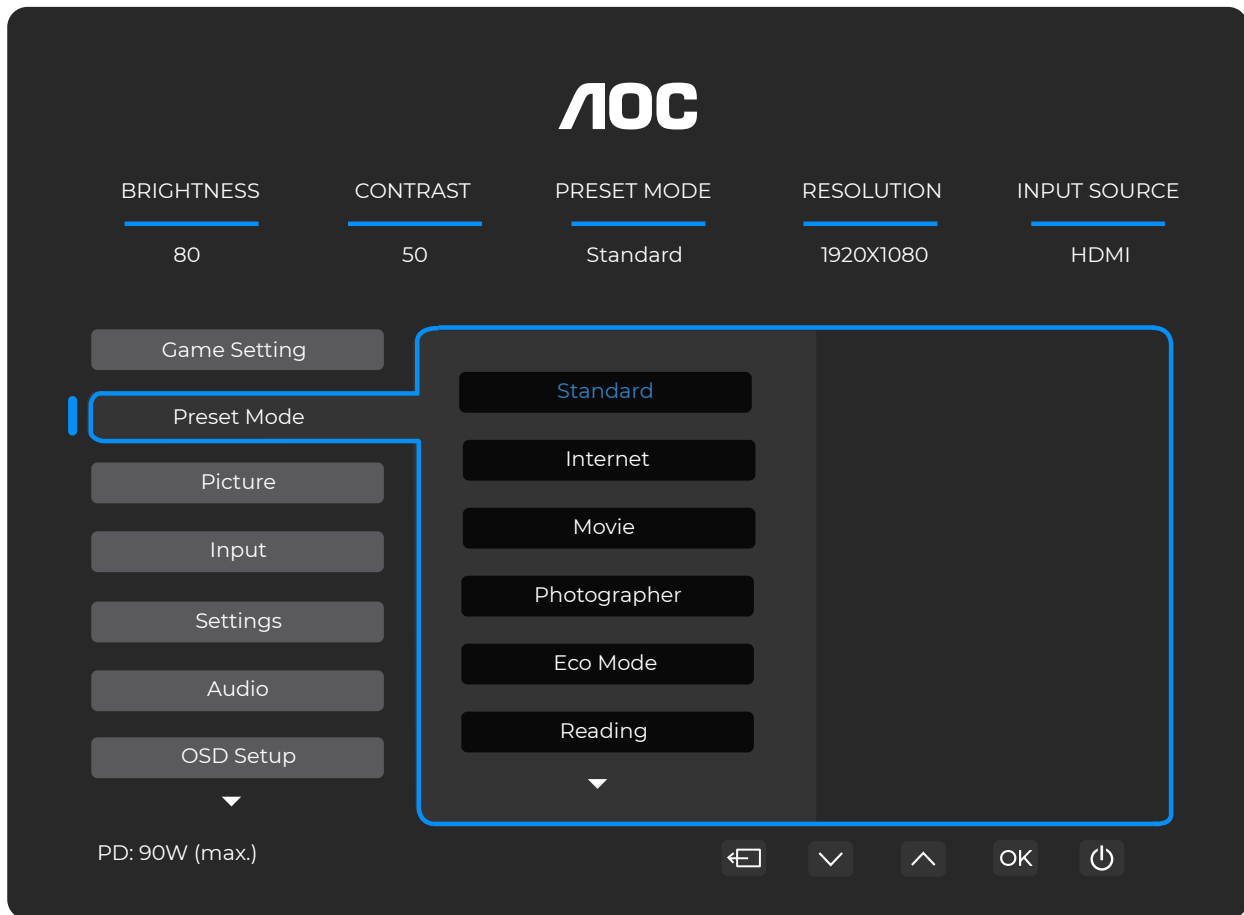 AOC
BRIGHTNESS CONTRAST PRESET MODE RESOLUTION INPUT SOURCE
80 50 Standard 1920X1080 HDMI
Game Setting
Preset Mode
Picture
Input
Settings
Audio
OSD Setup
Standard
Internet
Movie
Photographer
Eco Mode
Reading
PD: 90W (max.)
OK